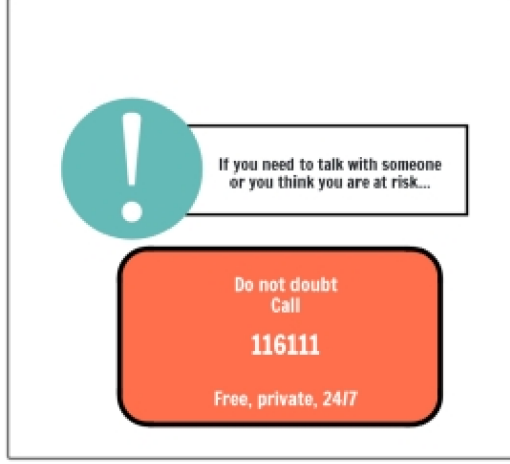 !
If you need to talk with someone
or you think you are at risk...
Do not doubt
Call
116111
Free, private, 24/7